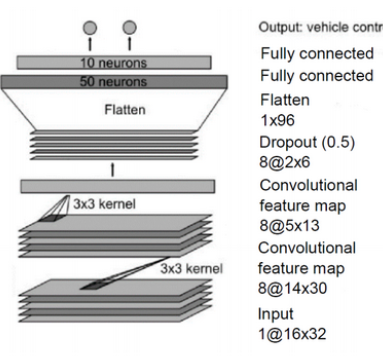 Output: vehicle contr
10 neurons
Fully connected
50 neurons
Fully connected
Flatten
Flatten
1x96
Dropout (0.5)
8@2x6
Convolutional
3x3 kernel
feature map
8@5x13
Convolutional
3x3 kernel
feature map
8@14x30
Input
1@16x32